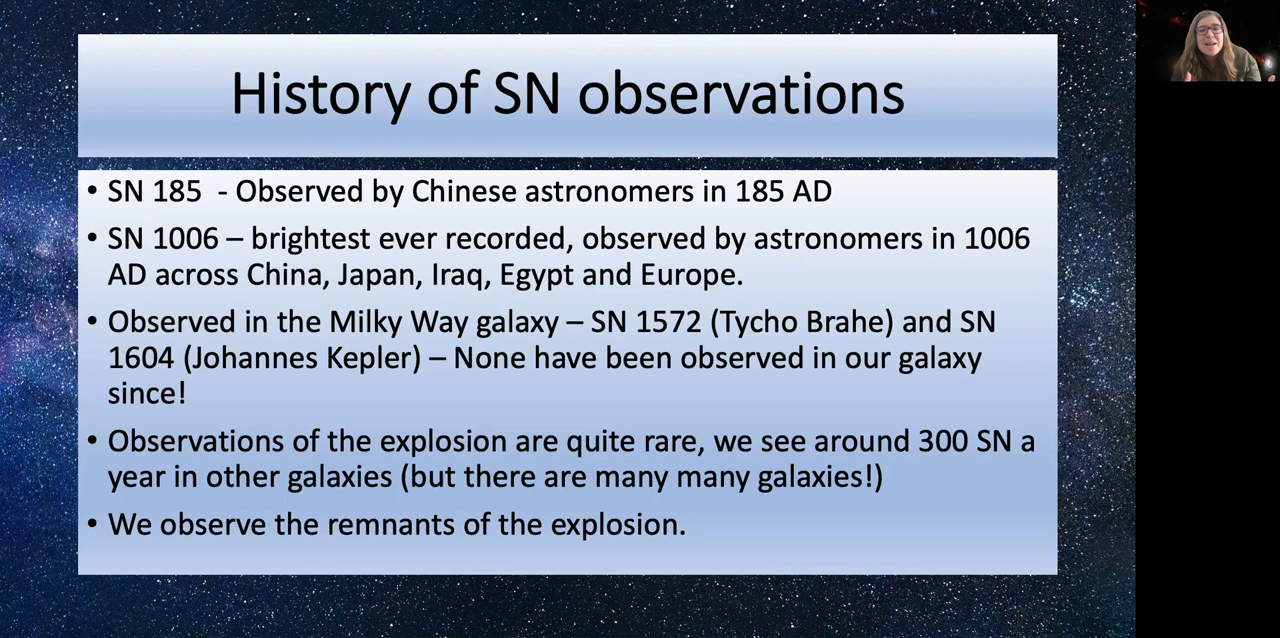 History of SN observations
• SN 185  - Observed by Chinese astronomers in 185 AD
• SN 1006 – brightest ever recorded, observed by astronomers in 1006
AD across China, Japan, Iraq, Egypt and Europe.
• Observed in the Milky Way galaxy – SN 1572 (Tycho Brahe) and SN
1604 (Johannes Kepler) – None have been observed in our galaxy
since!
• Observations of the explosion are quite rare, we see around 300 SN a
year in other galaxies (but there are many many galaxies!)
• We observe the remnants of the explosion.